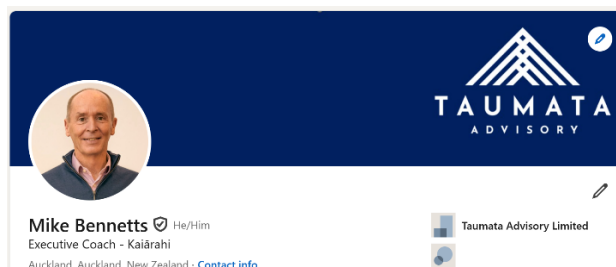 TAUMATA
ADVISORY
Mike Bennetts He/Him
Executive Coach - Kaiārahi
Auckland, Auckland, New Zealand · Contact info
Taumata Advisory Limited